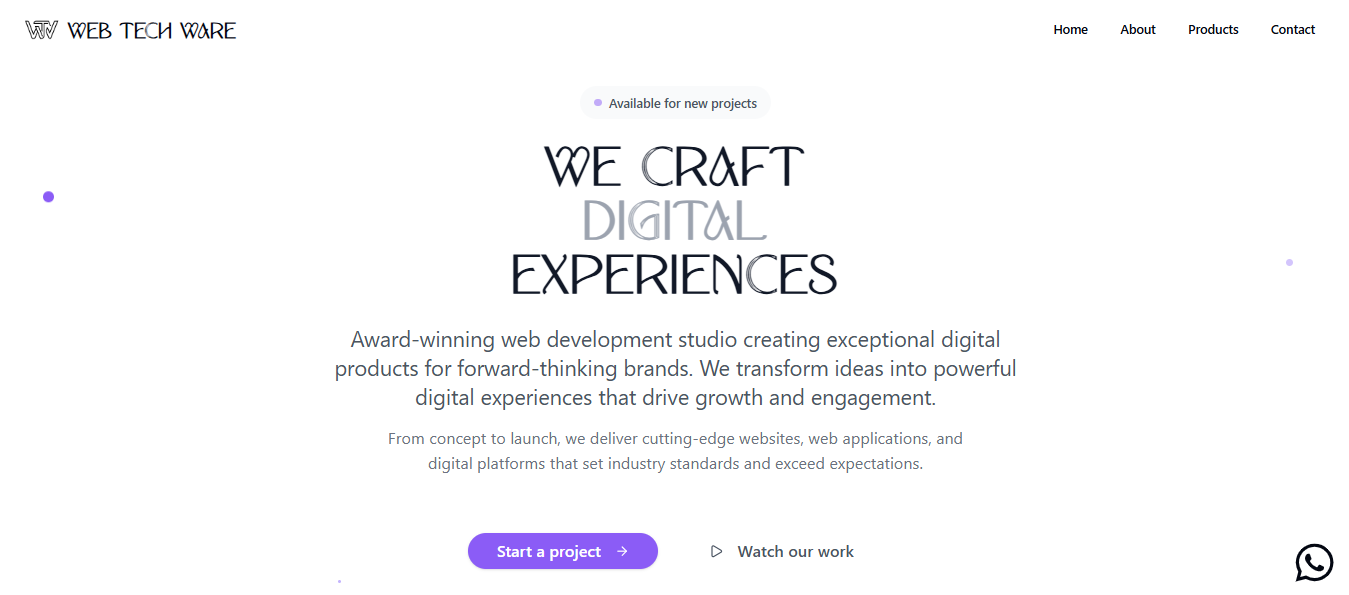 WEB TECH WARE
Home
About
Products
Contact
Available for new projects
WE CRAFT
DIGITAL
EXPERIENCES
Award-winning web development studio creating exceptional digital
products for forward-thinking brands. We transform ideas into powerful
digital experiences that drive growth and engagement.
From concept to launch, we deliver cutting-edge websites, web applications, and
digital platforms that set industry standards and exceed expectations.
Start a project →
Watch our work